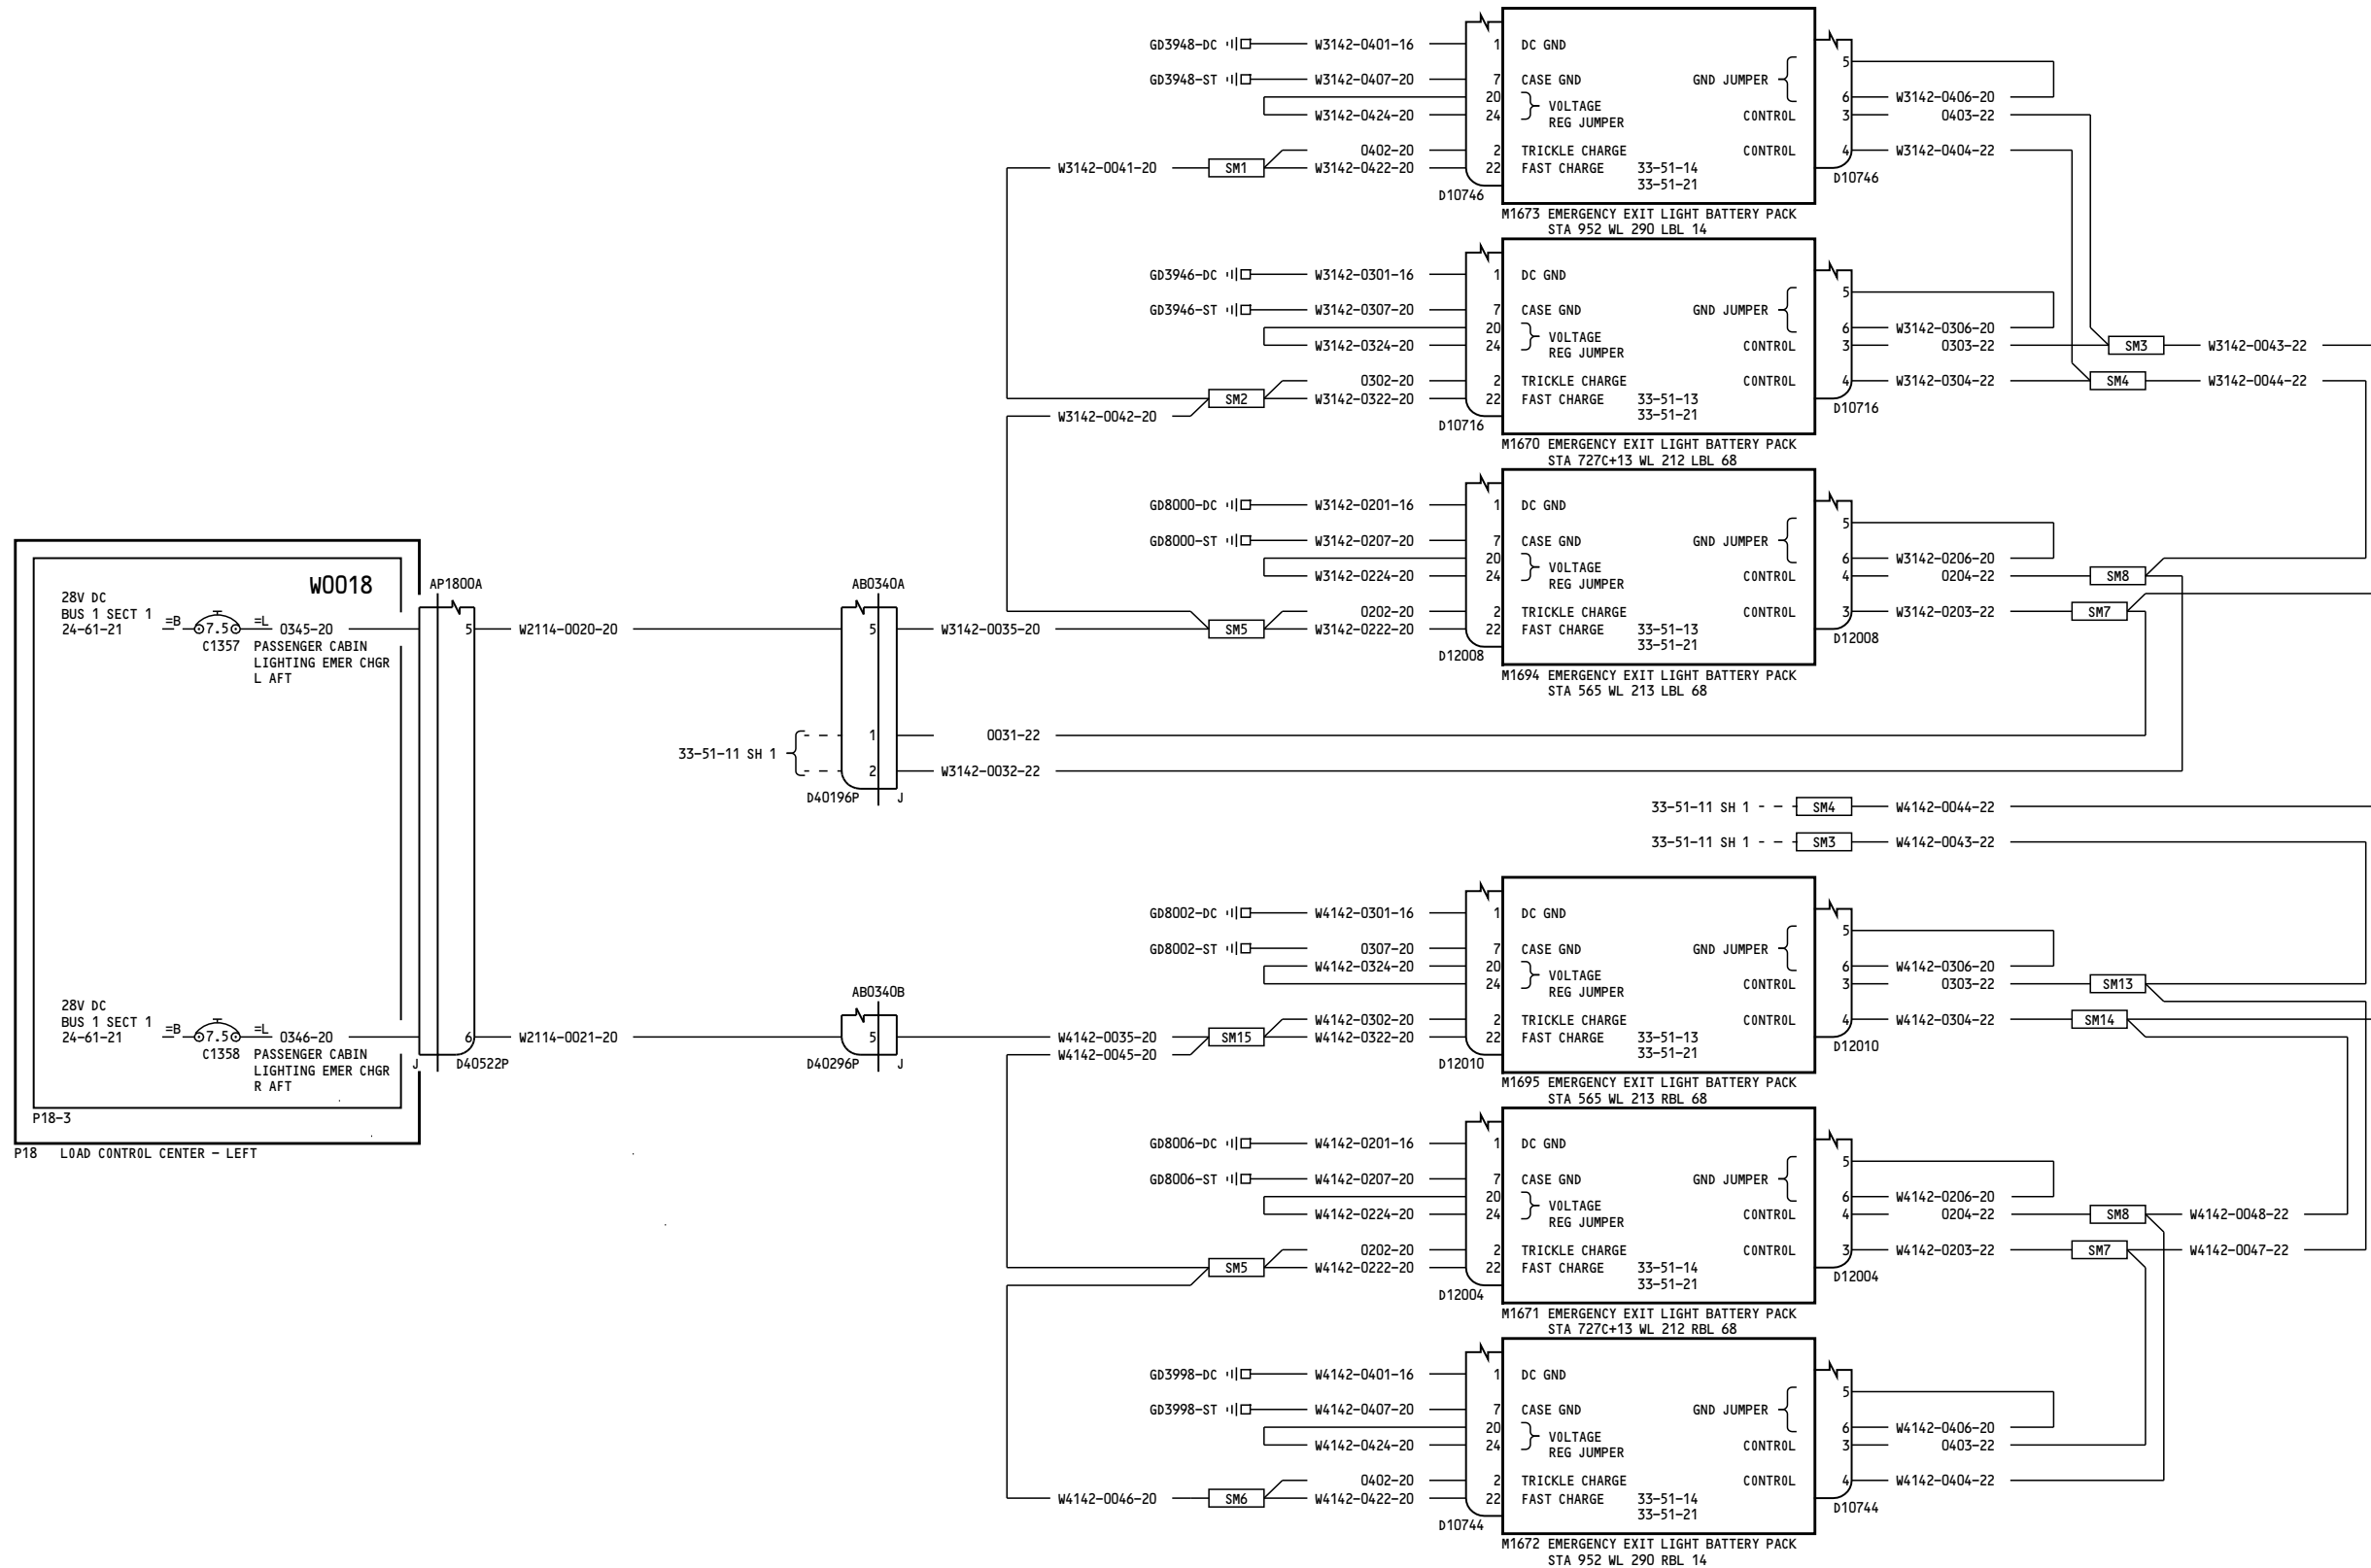 GD3948-DC W3142-0401-16 1 DC GND
5
GD3948-ST W3142-0407-20 7 CASE GND GND JUMPER
20 VOLTAGE 6 W3142-0406-20
W3142-0424-20 24 REG JUMPER CONTROL 3 0403-22
0402-20 2 TRICKLE CHARGE CONTROL 4 W3142-0404-22
W3142-0041-20 SM1 W3142-0422-20 22 FAST CHARGE 33-51-14
33-51-21
D10746 D10746
M1673 EMERGENCY EXIT LIGHT BATTERY PACK
STA 952 WL 290 LBL 14
GD3946-DC W3142-0301-16 1 DC GND
5
GD3946-ST W3142-0307-20 7 CASE GND GND JUMPER
20 VOLTAGE 6 W3142-0306-20
W3142-0324-20 24 REG JUMPER CONTROL 3 0303-22 SM3 W3142-0043-22
0302-20 2 TRICKLE CHARGE CONTROL 4 W3142-0304-22 SM4 W3142-0044-22
SM2 W3142-0322-20 22 FAST CHARGE 33-51-13
33-51-21
W3142-0042-20
D10716 D10716
M1670 EMERGENCY EXIT LIGHT BATTERY PACK
STA 727C+13 WL 212 LBL 68
GD8000-DC W3142-0201-16 1 DC GND
5
GD8000-ST W3142-0207-20 7 CASE GND GND JUMPER
20 VOLTAGE 6 W3142-0206-20
W3142-0224-20 24 REG JUMPER CONTROL 4 0204-22 SM8
0202-20 2 TRICKLE CHARGE CONTROL 3 W3142-0203-22 SM7
SM5 W3142-0222-20 22 FAST CHARGE 33-51-13
33-51-21
D12008 D12008
M1694 EMERGENCY EXIT LIGHT BATTERY PACK
STA 565 WL 213 LBL 68
W0018 AP1800A AB0340A
28V DC
BUS 1 SECT 1
24-61-21 =B 7.5 =L 0345-20 5 W2114-0020-20 5 W3142-0035-20
C1357 PASSENGER CABIN
LIGHTING EMER CHGR
L AFT
1 0031-22
33-51-11 SH 1
2 W3142-0032-22
D40196P J
33-51-11 SH 1 SM4 W4142-0044-22
33-51-11 SH 1 SM3 W4142-0043-22
GD8002-DC W4142-0301-16 1 DC GND
5
GD8002-ST 0307-20 7 CASE GND GND JUMPER
W4142-0324-20 20 VOLTAGE 6 W4142-0306-20
24 REG JUMPER CONTROL 3 0303-22 SM13
W4142-0302-20 2 TRICKLE CHARGE CONTROL 4 W4142-0304-22 SM14
AB0340B
28V DC
BUS 1 SECT 1
24-61-21 =B 7.5 =L 0346-20 6 W2114-0021-20 5 W4142-0035-20 SM15 W4142-0322-20 22 FAST CHARGE 33-51-13
33-51-21
W4142-0045-20
C1358 PASSENGER CABIN
LIGHTING EMER CHGR
R AFT
J D40522P D40296P J D12010 D12010
M1695 EMERGENCY EXIT LIGHT BATTERY PACK
STA 565 WL 213 RBL 68
P18-3
P18 LOAD CONTROL CENTER - LEFT
GD8006-DC W4142-0201-16 1 DC GND
5
GD8006-ST W4142-0207-20 7 CASE GND GND JUMPER
20 VOLTAGE 6 W4142-0206-20
W4142-0224-20 24 REG JUMPER CONTROL 4 0204-22 SM8 W4142-0048-22
0202-20 2 TRICKLE CHARGE CONTROL 3 W4142-0203-22 SM7 W4142-0047-22
SM5 W4142-0222-20 22 FAST CHARGE 33-51-14
33-51-21
D12004 D12004
M1671 EMERGENCY EXIT LIGHT BATTERY PACK
STA 727C+13 WL 212 RBL 68
GD3998-DC W4142-0401-16 1 DC GND
5
GD3998-ST W4142-0407-20 7 CASE GND GND JUMPER
20 VOLTAGE 6 W4142-0406-20
W4142-0424-20 24 REG JUMPER CONTROL 3 0403-22
0402-20 2 TRICKLE CHARGE CONTROL 4 W4142-0404-22
W4142-0046-20 SM6 W4142-0422-20 22 FAST CHARGE 33-51-14
33-51-21
D10744 D10744
M1672 EMERGENCY EXIT LIGHT BATTERY PACK
STA 952 WL 290 RBL 14